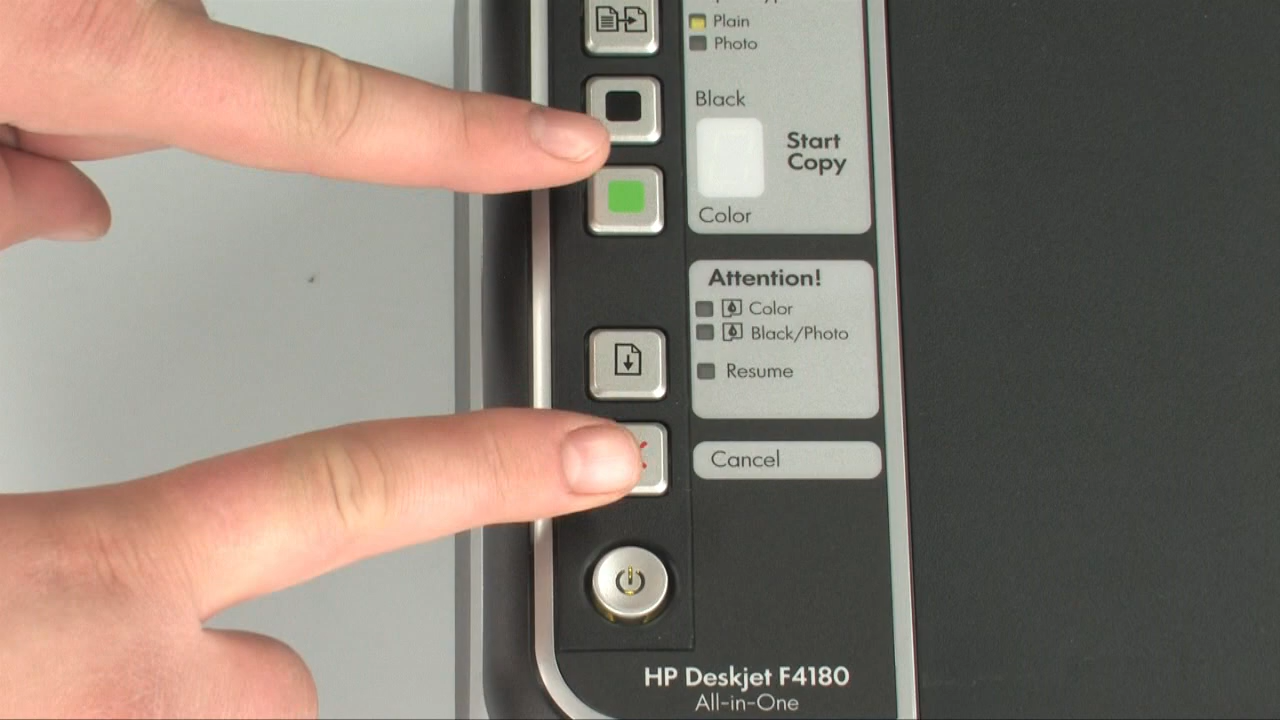 Plain
Photo
Black
Start
Copy
Color
Attention!
Color
Black/Photo
Resume
Cancel
HP Deskjet F4180
All-in-One